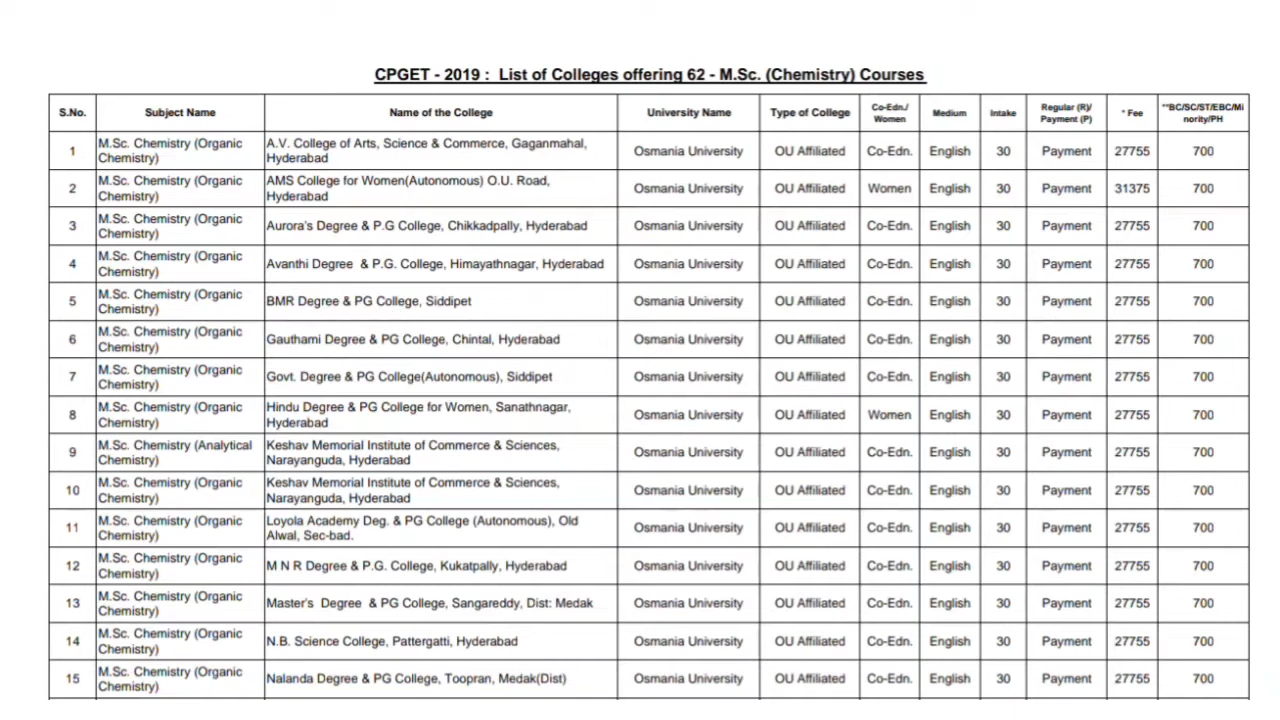 CPGET - 2019 : List of Colleges offering 62 - M.Sc. (Chemistry) Courses
S.No. Subject Name Name of the College University Name Type of College Co-Edn./ Women Medium Intake Regular (R)/ Payment (P) * Fee **BC/SC/ST/EBC/Mi nority/PH
1 M.Sc. Chemistry (Organic Chemistry) A.V. College of Arts, Science & Commerce, Gaganmahal, Hyderabad Osmania University OU Affiliated Co-Edn. English 30 Payment 27755 700
2 M.Sc. Chemistry (Organic Chemistry) AMS College for Women(Autonomous) O.U. Road, Hyderabad Osmania University OU Affiliated Women English 30 Payment 31375 700
3 M.Sc. Chemistry (Organic Chemistry) Aurora's Degree & P.G College, Chikkadpally, Hyderabad Osmania University OU Affiliated Co-Edn. English 30 Payment 27755 700
4 M.Sc. Chemistry (Organic Chemistry) Avanthi Degree & P.G. College, Himayathnagar, Hyderabad Osmania University OU Affiliated Co-Edn. English 30 Payment 27755 700
5 M.Sc. Chemistry (Organic Chemistry) BMR Degree & PG College, Siddipet Osmania University OU Affiliated Co-Edn. English 30 Payment 27755 700
6 M.Sc. Chemistry (Organic Chemistry) Gauthami Degree & PG College, Chintal, Hyderabad Osmania University OU Affiliated Co-Edn. English 30 Payment 27755 700
7 M.Sc. Chemistry (Organic Chemistry) Govt. Degree & PG College(Autonomous), Siddipet Osmania University OU Affiliated Co-Edn. English 30 Payment 27755 700
8 M.Sc. Chemistry (Organic Chemistry) Hindu Degree & PG College for Women, Sanathnagar, Hyderabad Osmania University OU Affiliated Women English 30 Payment 27755 700
9 M.Sc. Chemistry (Analytical Chemistry) Keshav Memorial Institute of Commerce & Sciences, Narayanguda, Hyderabad Osmania University OU Affiliated Co-Edn. English 30 Payment 27755 700
10 M.Sc. Chemistry (Organic Chemistry) Keshav Memorial Institute of Commerce & Sciences, Narayanguda, Hyderabad Osmania University OU Affiliated Co-Edn. English 30 Payment 27755 700
11 M.Sc. Chemistry (Organic Chemistry) Loyola Academy Deg. & PG College (Autonomous), Old Alwal, Sec-bad. Osmania University OU Affiliated Co-Edn. English 30 Payment 27755 700
12 M.Sc. Chemistry (Organic Chemistry) M N R Degree & P.G. College, Kukatpally, Hyderabad Osmania University OU Affiliated Co-Edn. English 30 Payment 27755 700
13 M.Sc. Chemistry (Organic Chemistry) Master's Degree & PG College, Sangareddy, Dist: Medak Osmania University OU Affiliated Co-Edn. English 30 Payment 27755 700
14 M.Sc. Chemistry (Organic Chemistry) N.B. Science College, Pattergatti, Hyderabad Osmania University OU Affiliated Co-Edn. English 30 Payment 27755 700
15 M.Sc. Chemistry (Organic Chemistry) Nalanda Degree & PG College, Toopran, Medak(Dist) Osmania University OU Affiliated Co-Edn. English 30 Payment 27755 700